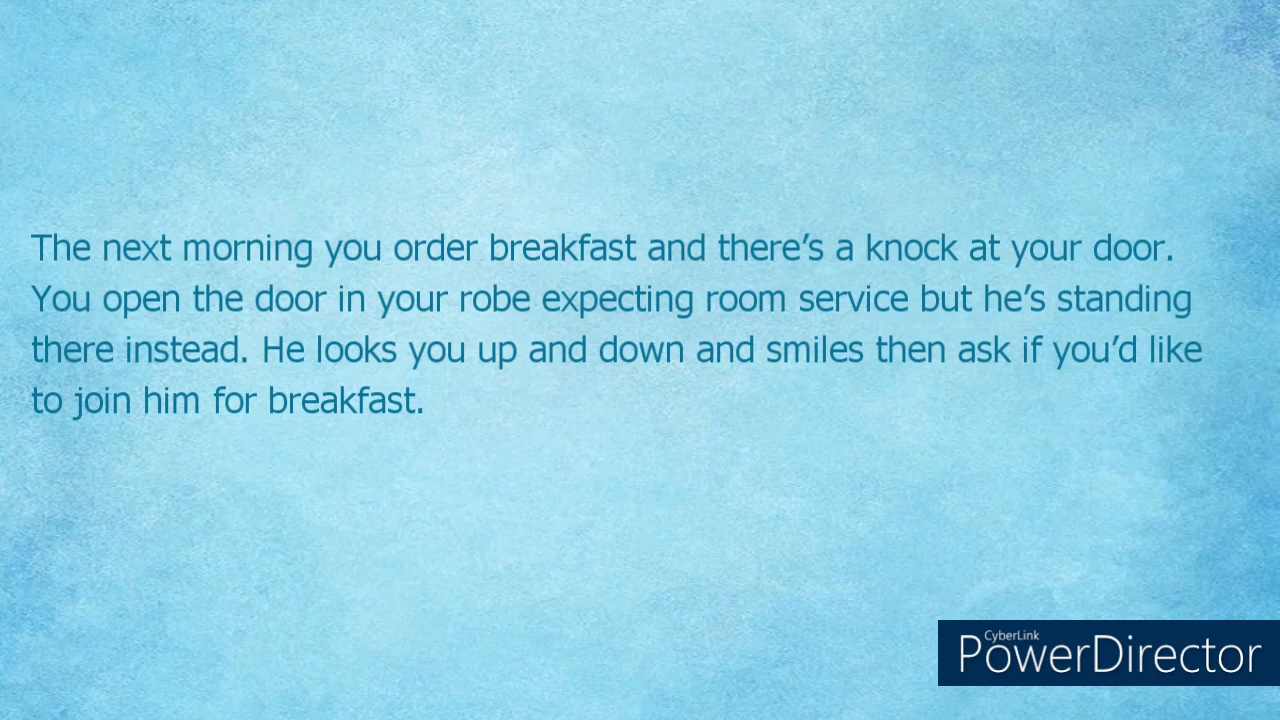 The next morning you order breakfast and there’s a knock at your door.
You open the door in your robe expecting room service but he’s standing
there instead. He looks you up and down and smiles then ask if you’d like
to join him for breakfast.
CyberLink
PowerDirector